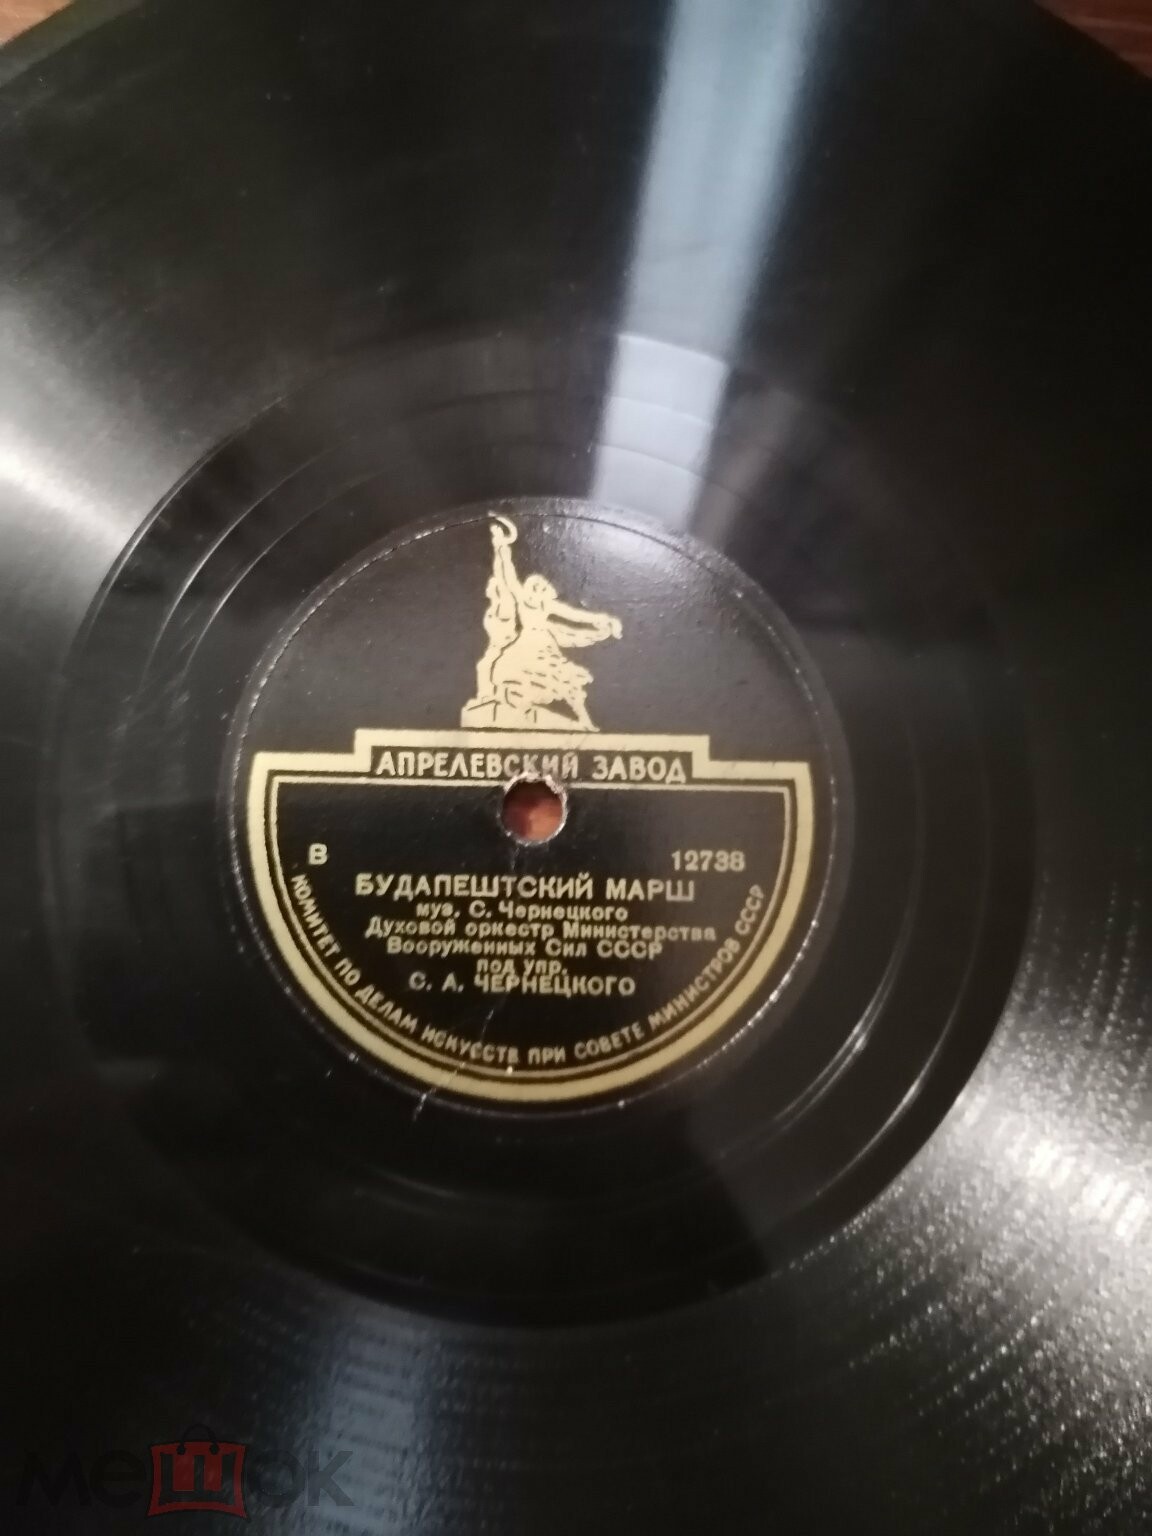 АПРЕЛЕВСКИЙ ЗАВОД
В 12738
БУДАПЕШТСКИЙ МАРШ
муз. С. Чернецкого
Духовой оркестр Министерства
Вооруженных Сил СССР
под упр.
С. А. ЧЕРНЕЦКОГО
КОМИТЕТ ПО ДЕЛАМ ИСКУССТВ ПРИ СОВЕТЕ МИНИСТРОВ СССР
мешок